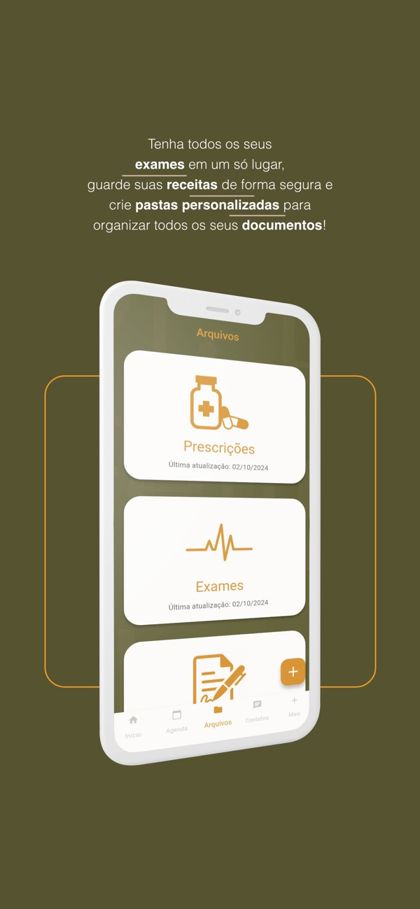 Tenha todos os seus
exames em um só lugar,
guarde suas receitas de forma segura e
crie pastas personalizadas para
organizar todos os seus documentos!
Arquivos
Prescrições
Última atualização: 02/10/2024
Exames
Última atualização: 02/10/2024
Início Agenda Arquivos Contatos Mais